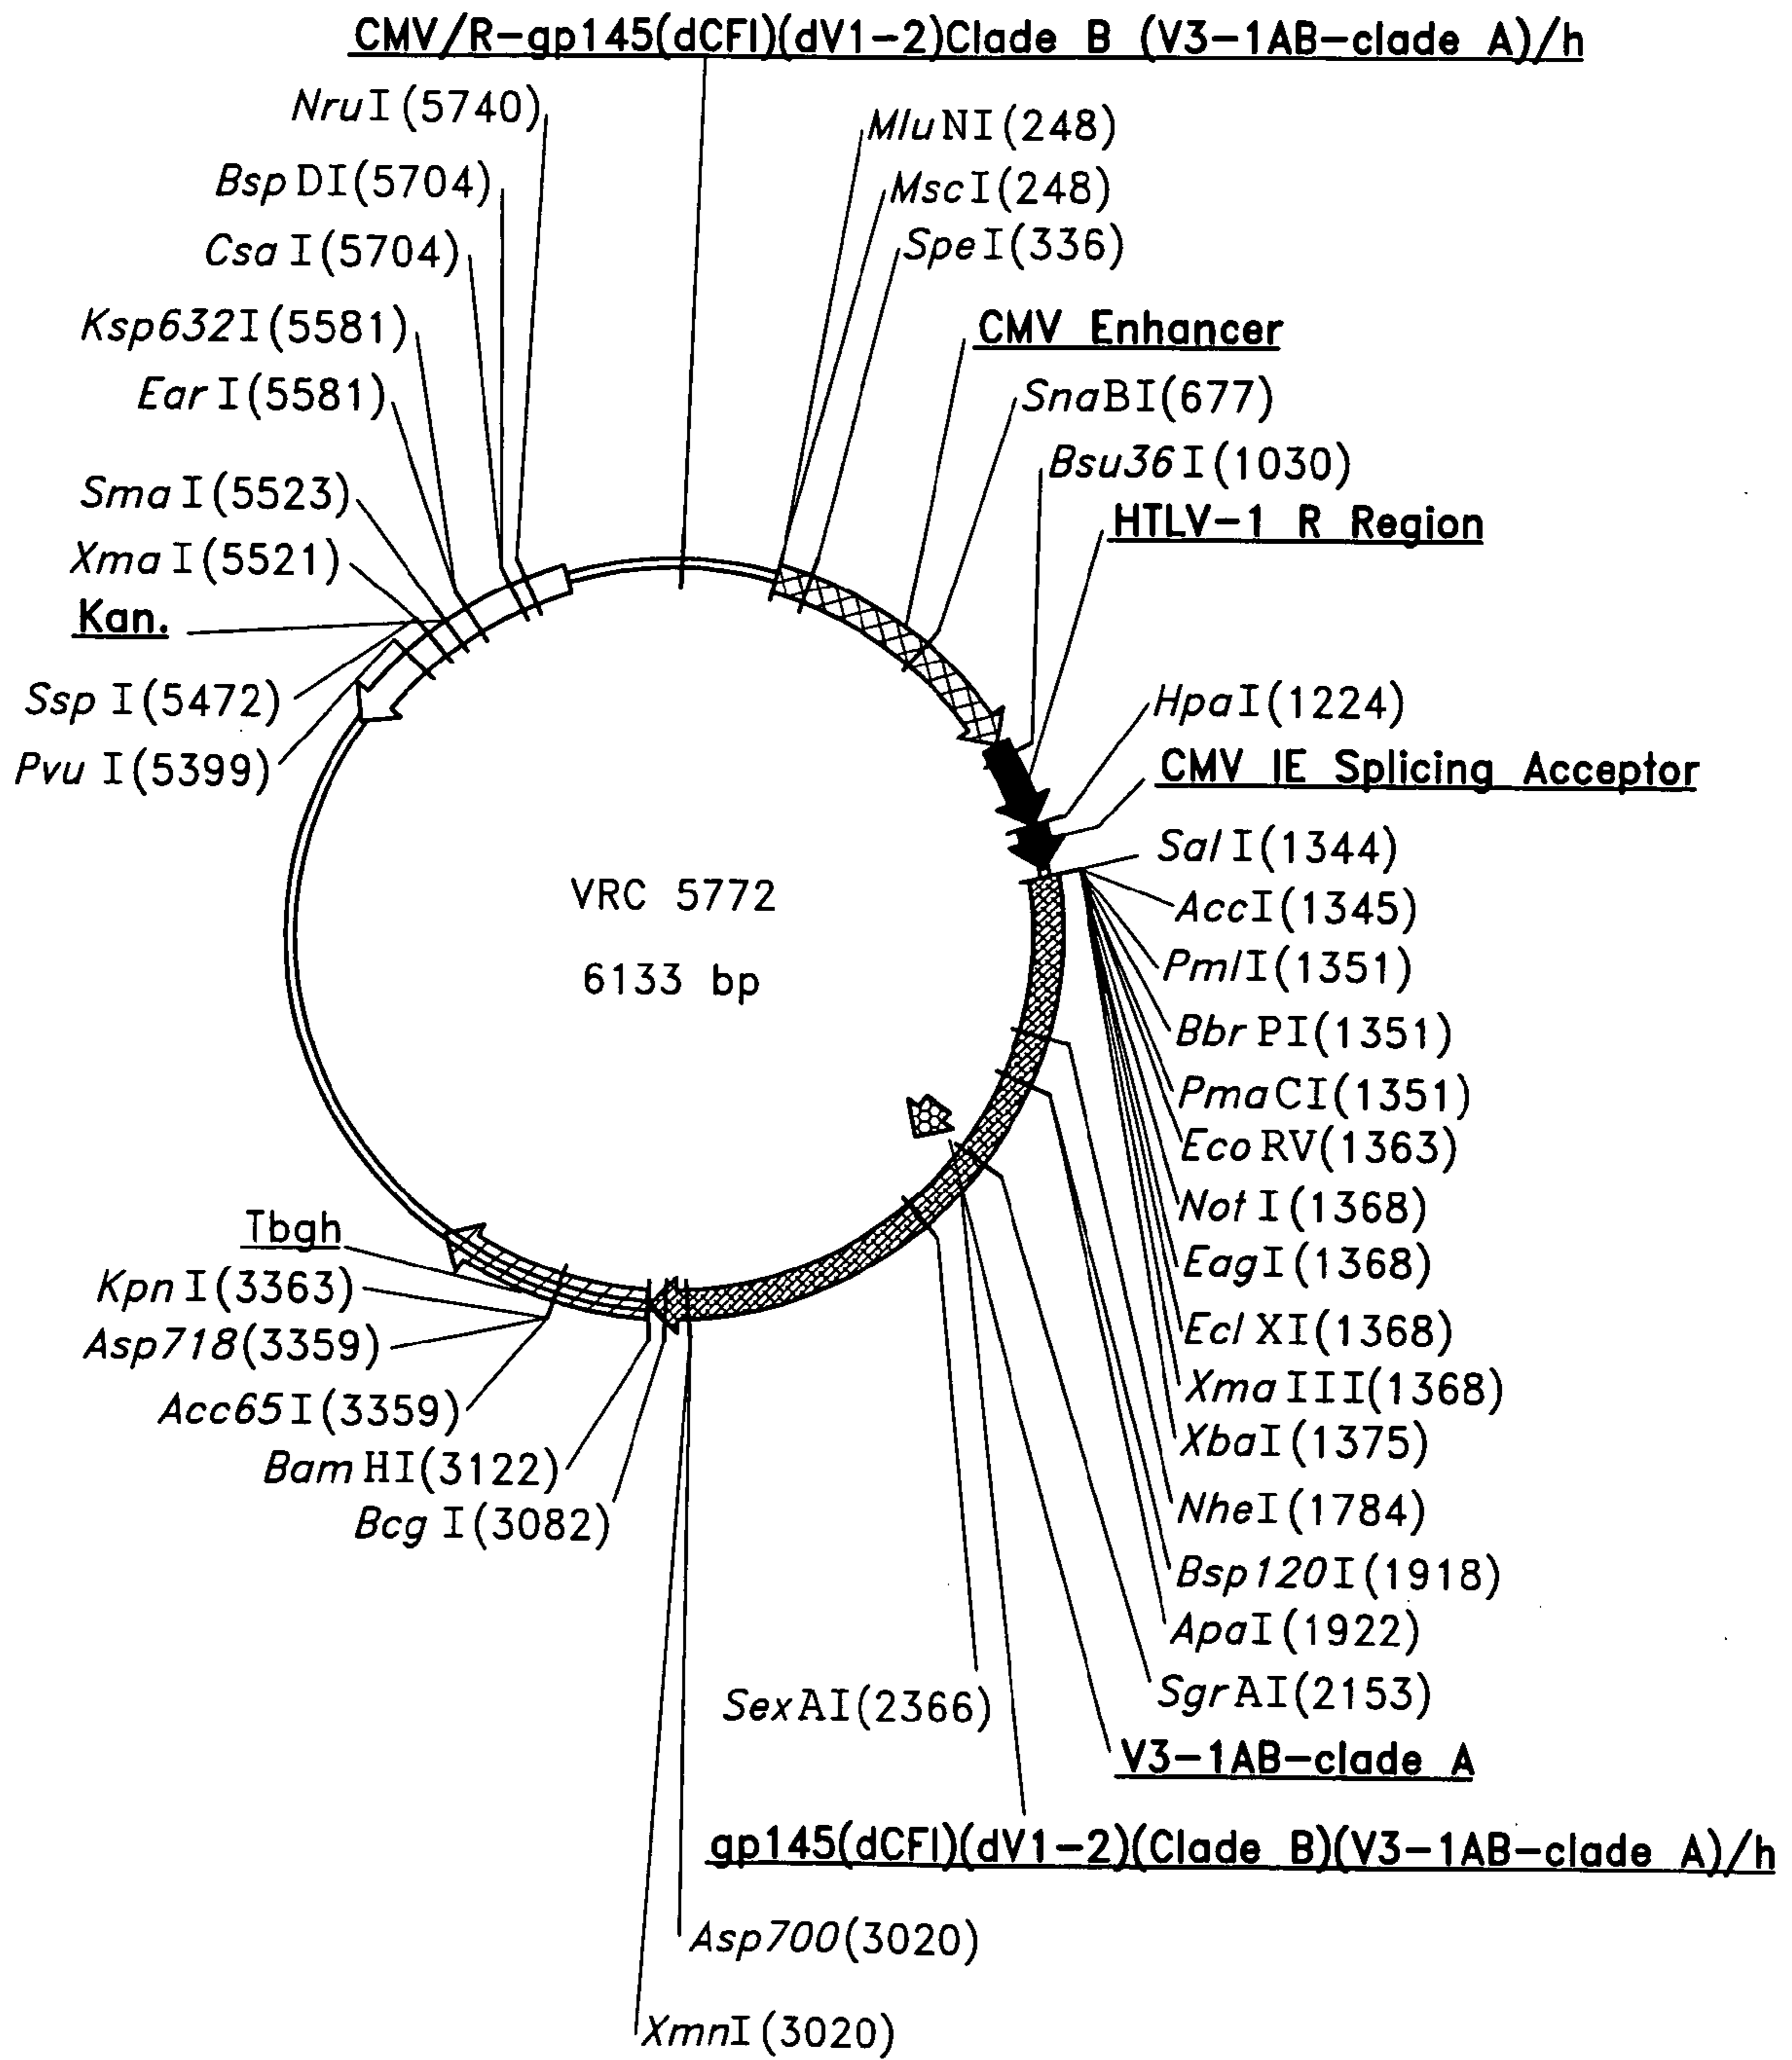 CMV/R-gp145(dCFI)(dV1-2)Clade B (V3-1AB-clade A)/h
NruI(5740)
BspDI(5704)
CsaI(5704)
Ksp632I(5581)
EarI(5581)
SmaI(5523)
XmaI(5521)
Kan.
SspI(5472)
PvuI(5399)
MluNI(248)
MscI(248)
SpeI(336)
CMV Enhancer
SnaBI(677)
Bsu36I(1030)
HTLV-1 R Region
HpaI(1224)
CMV IE Splicing Acceptor
SalI(1344)
AccI(1345)
PmlI(1351)
BbrPI(1351)
PmaCI(1351)
EcoRV(1363)
NotI(1368)
EagI(1368)
EclXI(1368)
XmaIII(1368)
XbaI(1375)
NheI(1784)
Bsp120I(1918)
ApaI(1922)
SgrAI(2153)
V3-1AB-clade A
gp145(dCFI)(dV1-2)(Clade B)(V3-1AB-clade A)/h
SexAI(2366)
Asp700(3020)
XmnI(3020)
VRC 5772
6133 bp
Tbgh
KpnI(3363)
Asp718(3359)
Acc65I(3359)
BamHI(3122)
BcgI(3082)